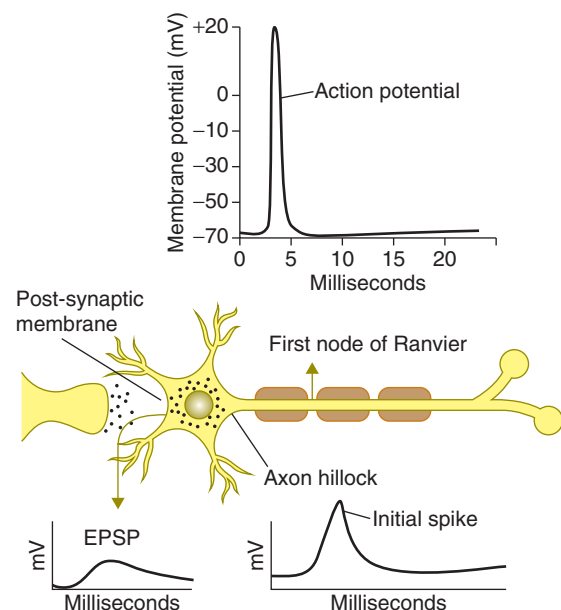 Membrane potential (mV)
+20
0
−10
−30
−50
−70
Action potential
0
5
10
15
20
Milliseconds
Post-synaptic
membrane
First node of Ranvier
Axon hillock
EPSP
mV
Milliseconds
Initial spike
mV
Milliseconds